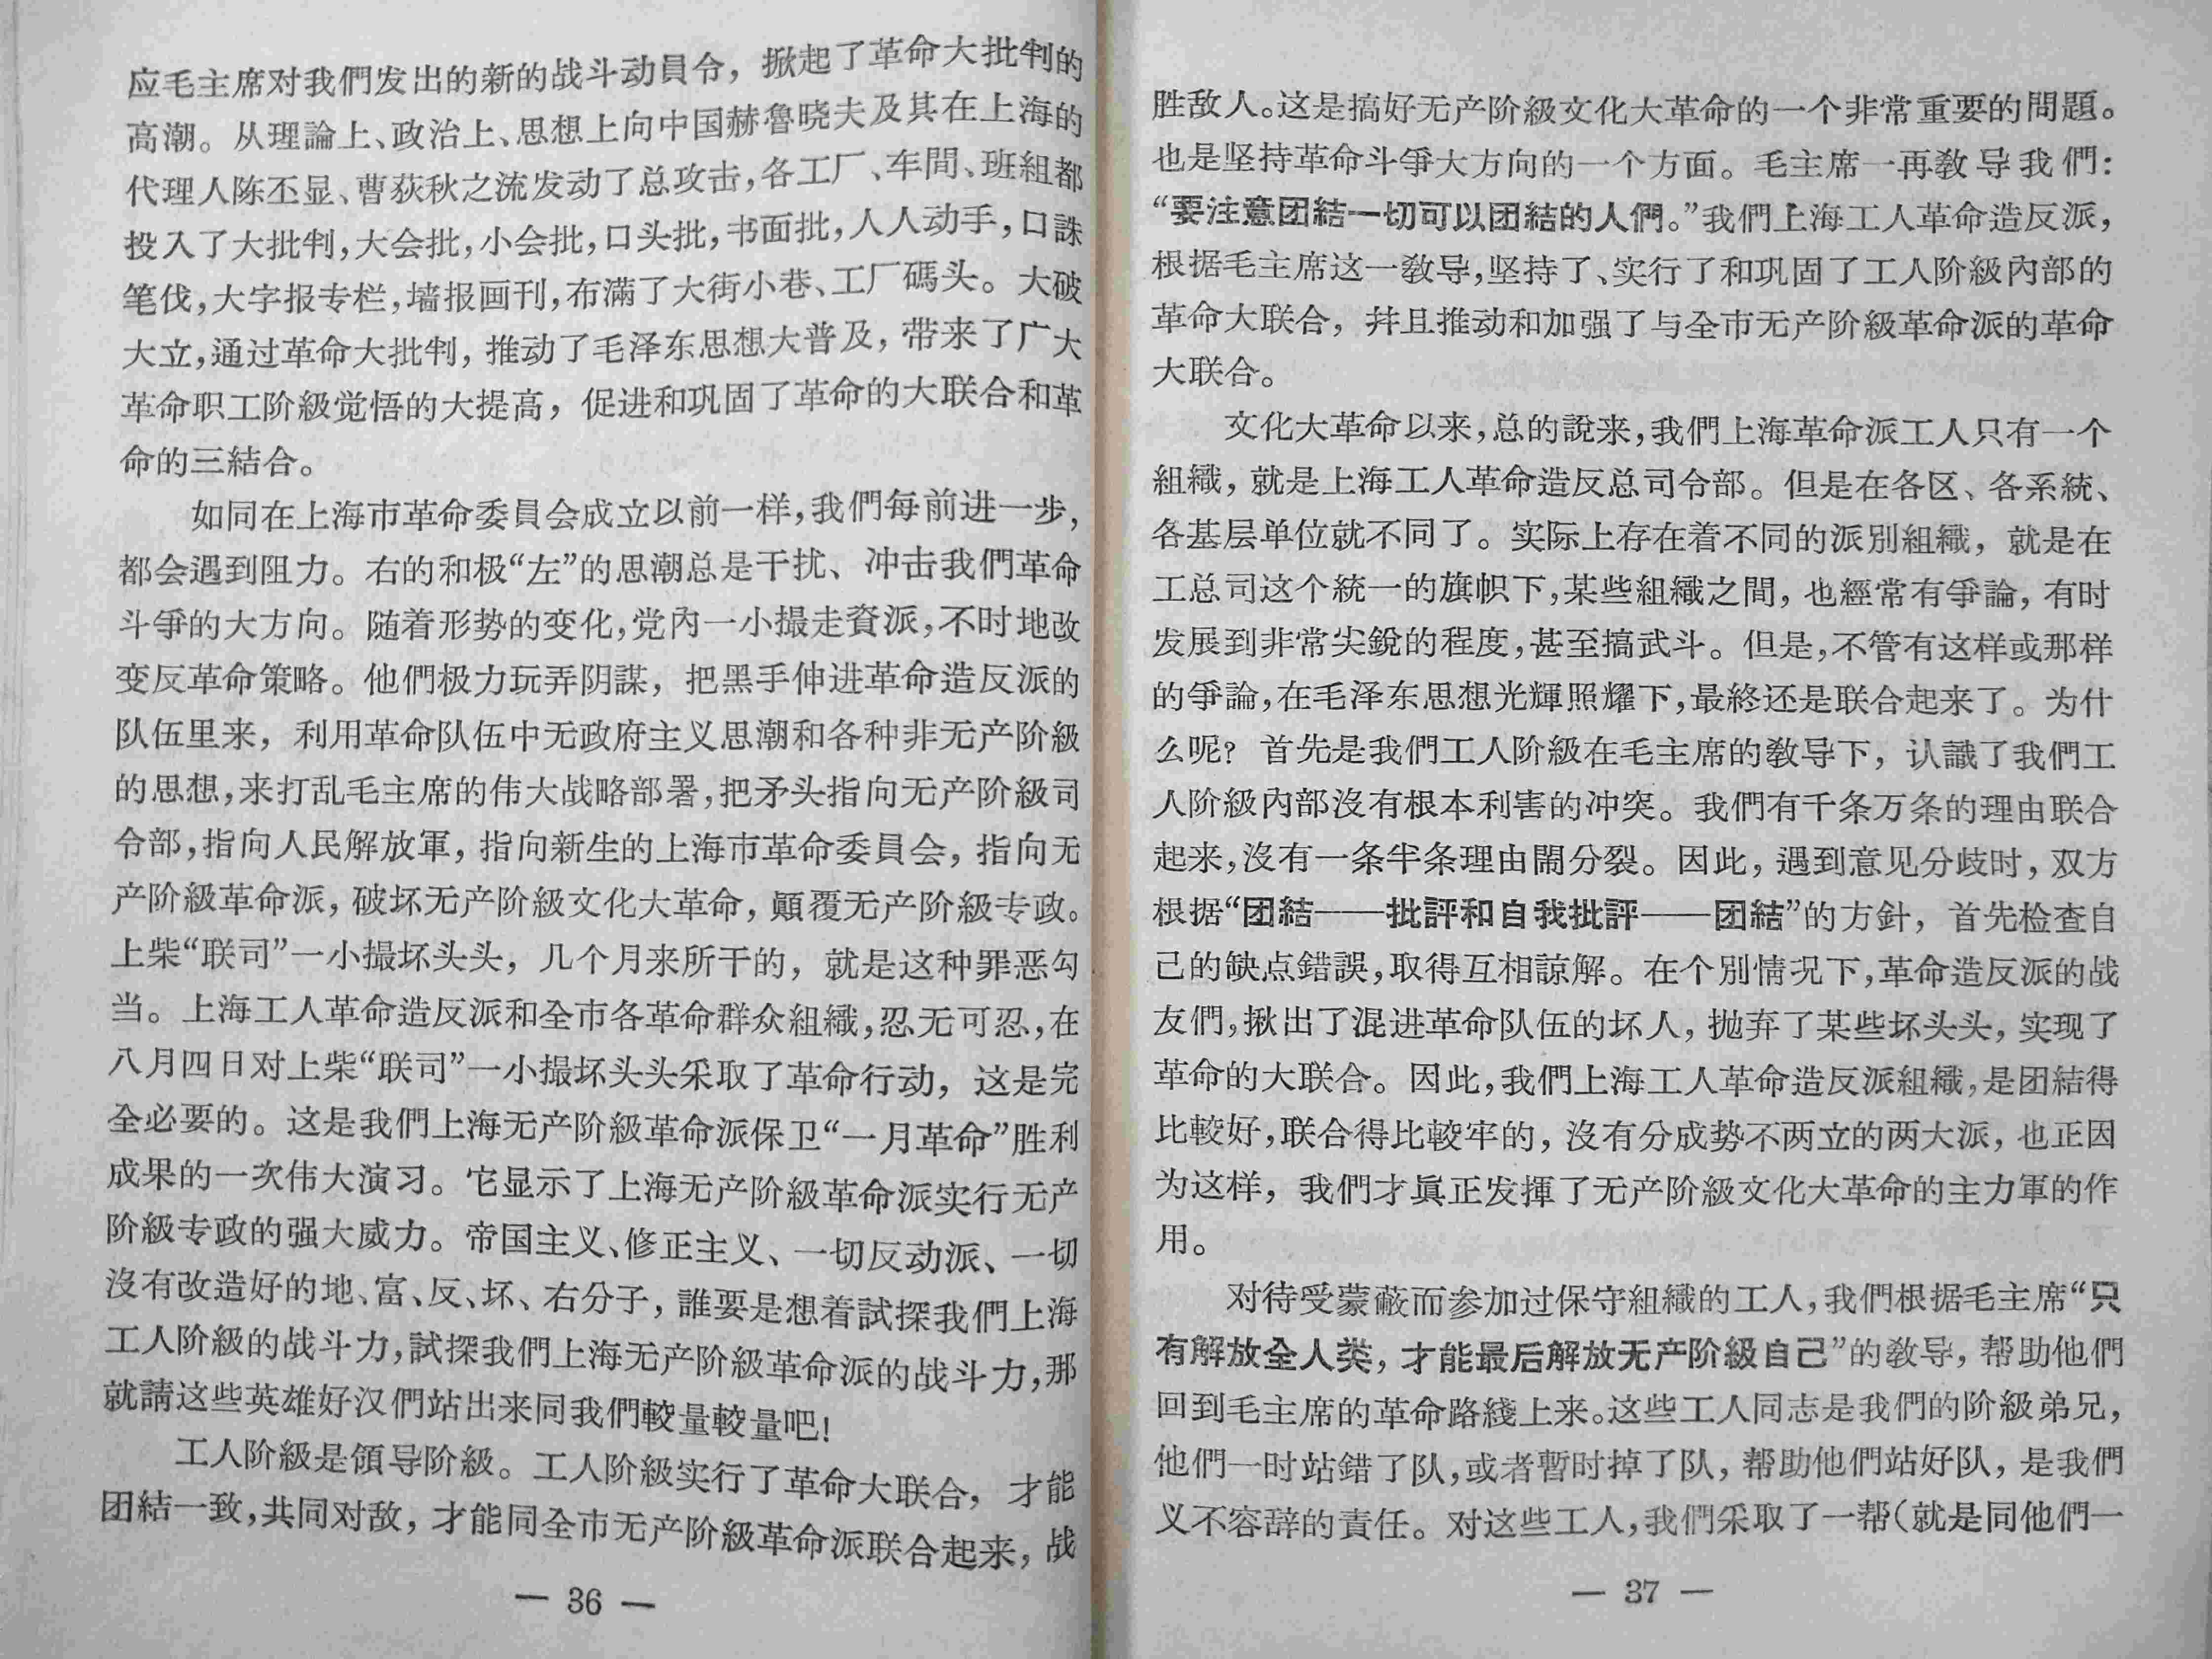 应毛主席对我們发出的新的战斗动員令，掀起了革命大批判的
高潮。从理論上、政治上、思想上向中国赫魯晓夫及其在上海的
代理人陈丕显、曹荻秋之流发动了总攻击，各工厂、车間、班組都
投入了大批判，大会批，小会批，口头批，书面批，人人动手，口誅
笔伐，大字报专栏，墙报画刊，布滿了大街小巷、工厂碼头。大破
大立，通过革命大批判，推动了毛泽东思想大普及，带来了广大
革命职工阶級觉悟的大提高，促进和巩固了革命的大联合和革
命的三結合。
如同在上海市革命委員会成立以前一样，我們每前进一步，
都会遇到阻力。右的和极“左”的思潮总是干扰、冲击我們革命
斗爭的大方向。随着形势的变化，党內一小撮走資派，不时地改
变反革命策略。他們极力玩弄阴謀，把黑手伸进革命造反派的
队伍里来，利用革命队伍中无政府主义思潮和各种非无产阶級
的思想，来打乱毛主席的伟大战略部署，把矛头指向无产阶級司
令部，指向人民解放軍，指向新生的上海市革命委員会，指向无
产阶級革命派，破坏无产阶級文化大革命，顚覆无产阶級专政。
上柴“联司”一小撮坏头头，几个月来所干的，就是这种罪恶勾
当。上海工人革命造反派和全市各革命群众組織，忍无可忍，在
八月四日对上柴“联司”一小撮坏头头采取了革命行动，这是完
全必要的。这是我們上海无产阶級革命派保卫“一月革命”胜利
成果的一次伟大演习。它显示了上海无产阶級革命派实行无产
阶級专政的强大威力。帝国主义、修正主义、一切反动派、一切
沒有改造好的地、富、反、坏、右分子，誰要是想着試探我們上海
工人阶級的战斗力，試探我們上海无产阶級革命派的战斗力，那
就請这些英雄好汉們站出来同我們較量較量吧！
工人阶級是領导阶級。工人阶級实行了革命大联合，才能
团結一致，共同对敌，才能同全市无产阶級革命派联合起来，战
— 36 —
胜敌人。这是搞好无产阶級文化大革命的一个非常重要的問題。
也是坚持革命斗爭大方向的一个方面。毛主席一再敎导我們：
“要注意团結一切可以团結的人們。”我們上海工人革命造反派，
根据毛主席这一敎导，坚持了、实行了和巩固了工人阶級內部的
革命大联合，幷且推动和加强了与全市无产阶級革命派的革命
大联合。
文化大革命以来，总的說来，我們上海革命派工人只有一个
組織，就是上海工人革命造反总司令部。但是在各区、各系統、
各基层单位就不同了。实际上存在着不同的派別組織，就是在
工总司这个統一的旗帜下，某些組織之間，也經常有爭論，有时
发展到非常尖銳的程度，甚至搞武斗。但是，不管有这样或那样
的爭論，在毛泽东思想光輝照耀下，最終还是联合起来了。为什
么呢？首先是我們工人阶級在毛主席的敎导下，认識了我們工
人阶級內部沒有根本利害的冲突。我們有千条万条的理由联合
起来，沒有一条半条理由鬧分裂。因此，遇到意见分歧时，双方
根据“团結——批評和自我批評——团結”的方針，首先检查自
己的缺点錯誤，取得互相諒解。在个別情况下，革命造反派的战
友們，揪出了混进革命队伍的坏人，抛弃了某些坏头头，实现了
革命的大联合。因此，我們上海工人革命造反派組織，是团結得
比較好，联合得比較牢的，沒有分成势不两立的两大派，也正因
为这样，我們才眞正发揮了无产阶級文化大革命的主力軍的作
用。
对待受蒙蔽而参加过保守組織的工人，我們根据毛主席“只
有解放全人类，才能最后解放无产阶級自己”的敎导，帮助他們
回到毛主席的革命路綫上来。这些工人同志是我們的阶級弟兄，
他們一时站錯了队，或者暫时掉了队，帮助他們站好队，是我們
义不容辞的責任。对这些工人，我們采取了一帮（就是同他們一
— 37 —